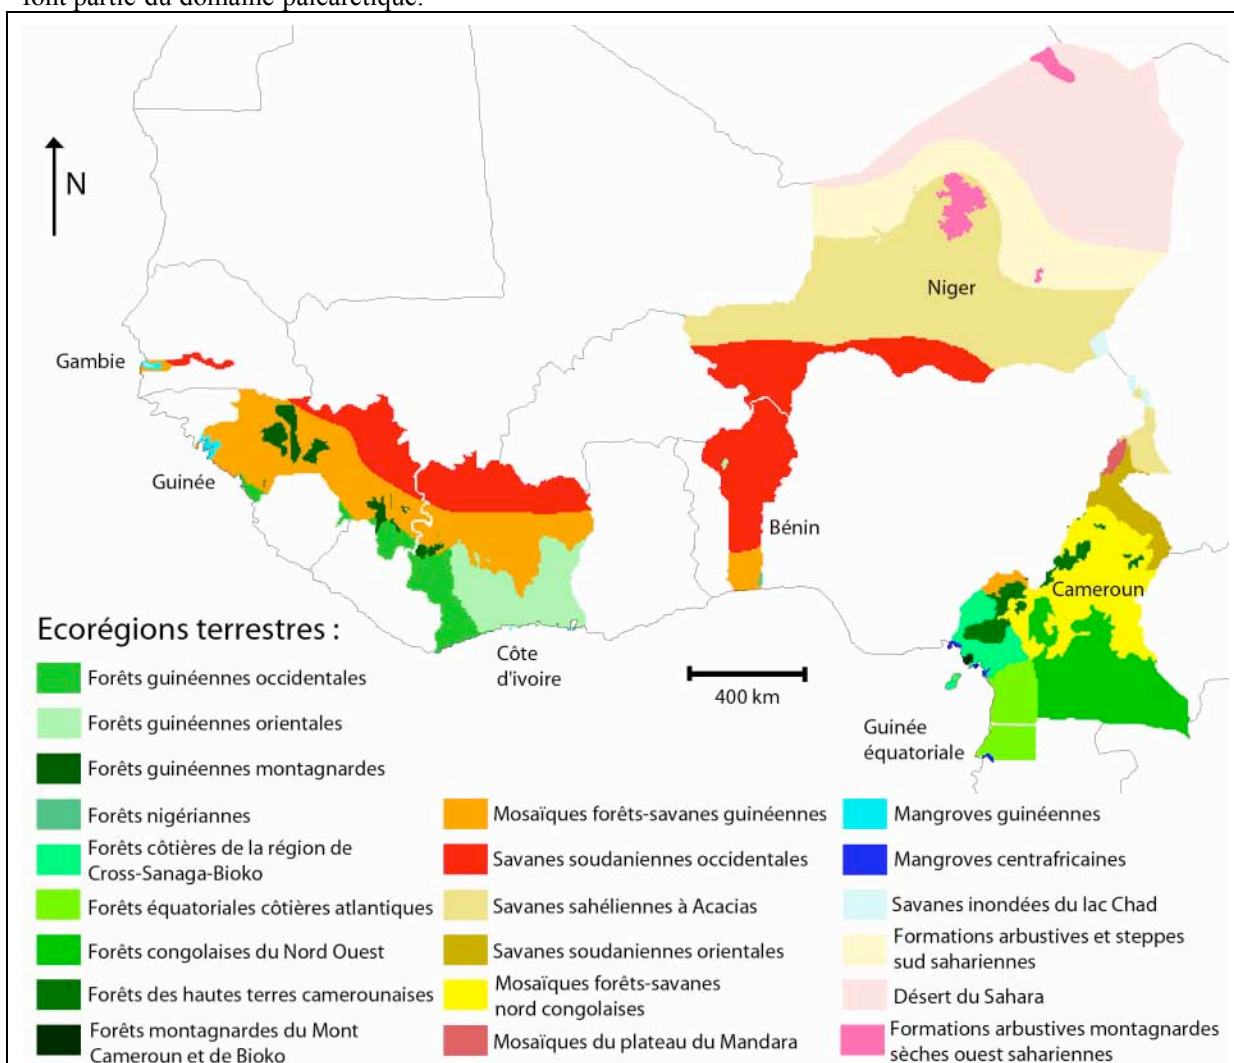 font partie du domaine paléarctique.
N
Niger
Gambie
Guinée
Bénin
Cameroun
Côte
d'ivoire
400 km
Guinée
équatoriale
Ecorégions terrestres :
Forêts guinéennes occidentales
Forêts guinéennes orientales
Forêts guinéennes montagnardes
Forêts nigériannes
Forêts côtières de la région de
Cross-Sanaga-Bioko
Forêts équatoriales côtières atlantiques
Forêts congolaises du Nord Ouest
Forêts des hautes terres camerounaises
Forêts montagnardes du Mont
Cameroun et de Bioko
Mosaïques forêts-savanes guinéennes
Savanes soudaniennes occidentales
Savanes sahéliennes à Acacias
Savanes soudaniennes orientales
Mosaïques forêts-savanes
nord congolaises
Mosaïques du plateau du Mandara
Mangroves guinéennes
Mangroves centrafricaines
Savanes inondées du lac Chad
Formations arbustives et steppes
sud sahariennes
Désert du Sahara
Formations arbustives montagnardes
sèches ouest sahariennes